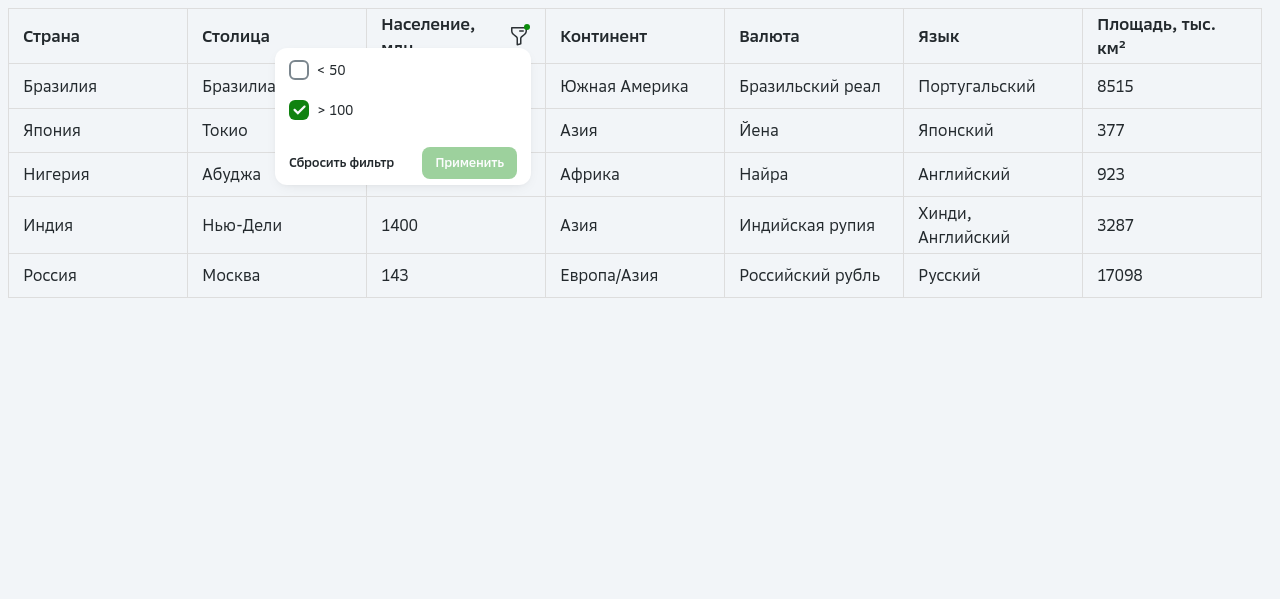 Страна Столица Население, млн Континент Валюта Язык Площадь, тыс. км²
< 50
> 100
Сбросить фильтр Применить
Бразилия Бразилиа Южная Америка Бразильский реал Португальский 8515
Япония Токио Азия Йена Японский 377
Нигерия Абуджа Африка Найра Английский 923
Индия Нью-Дели 1400 Азия Индийская рупия Хинди, Английский 3287
Россия Москва 143 Европа/Азия Российский рубль Русский 17098